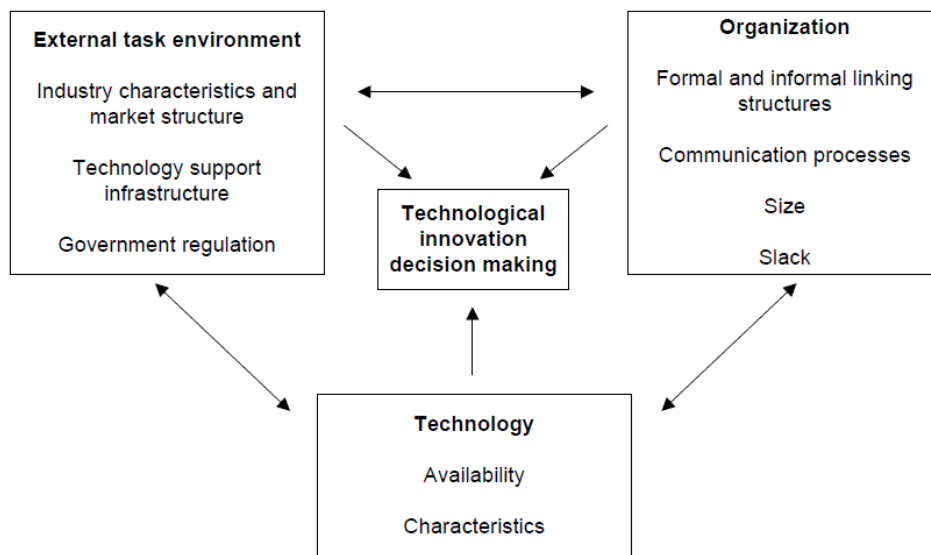 External task environment
Industry characteristics and
market structure
Technology support
infrastructure
Government regulation
Organization
Formal and informal linking
structures
Communication processes
Size
Slack
Technological
innovation
decision making
Technology
Availability
Characteristics